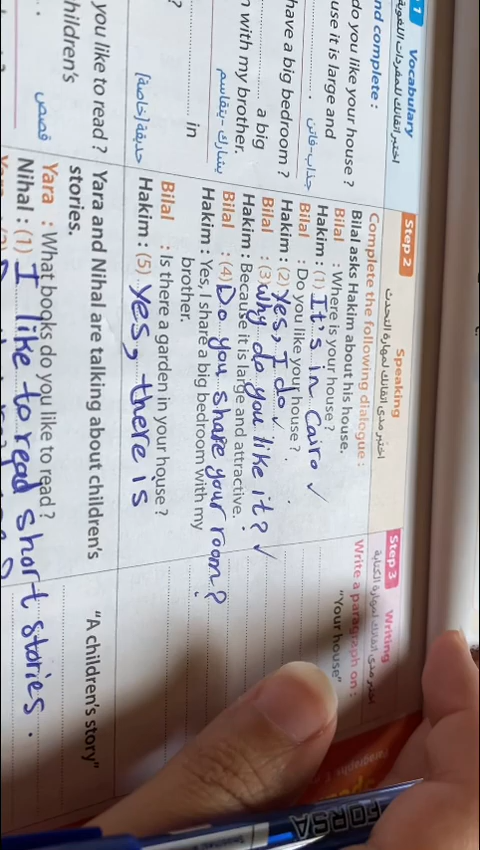 Vocabulary
اختبر اتقانك للمفردات اللغوية
nd complete :
do you like your house ?
use it is large and
..............
جذاب-فاتن
have a big bedroom ?
.............. a big
with my brother.
يشارك - يتقاسم
.............. in
حديقة (خاصة)
you like to read ?
hildren's
قصص
Step 2 Speaking
اختبر مدى اتقانك لمهارة التحدث
Complete the following dialogue :
Bilal asks Hakim about his house.
Bilal : Where is your house ?
Hakim : (1) It's in Cairo ✓
Bilal : Do you like your house ?
Hakim : (2) Yes, I do ✓
Bilal : (3) Why do you like it? ✓
Hakim : Because it is large and attractive.
Bilal : (4) Do you share your room?
Hakim : Yes, I share a big bedroom with my
brother.
Bilal : Is there a garden in your house ?
Hakim : (5) Yes, there is
Yara and Nihal are talking about children's
stories.
Yara : What books do you like to read ?
Nihal : (1) I like to read short stories.
Step 3 Writing
اختبر مدى اتقانك لمهارة الكتابة
Write a paragraph on :
"Your house"
"A children's story"
FORSA